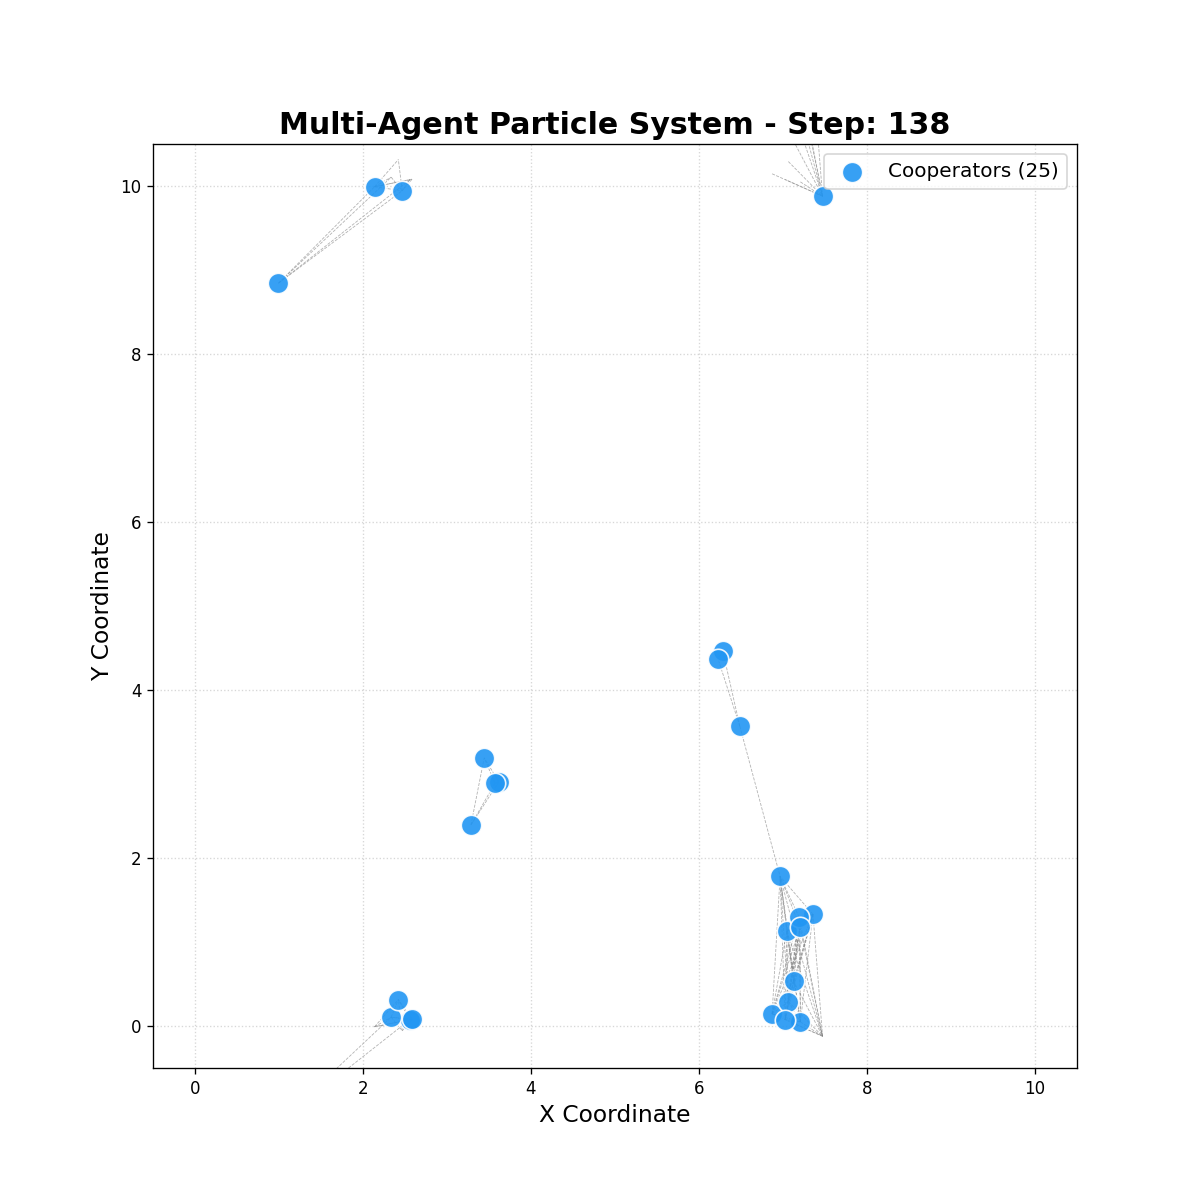 Multi-Agent Particle System - Step: 138
Cooperators (25)
10
8
6
4
2
0
Y Coordinate
0 2 4 6 8 10
X Coordinate